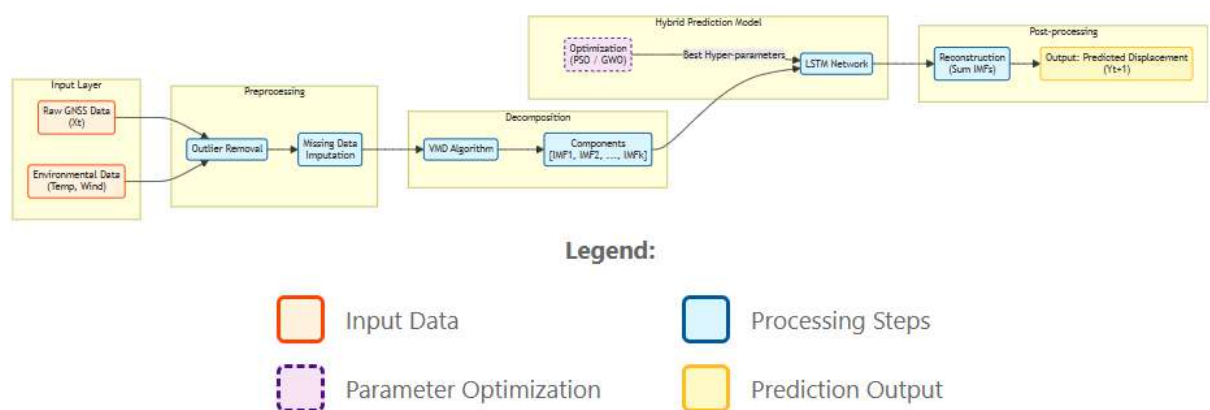 Input Layer
Raw GNSS Data
(Xt)
Environmental Data
(Temp, Wind)
Preprocessing
Outlier Removal
Missing Data
Imputation
Decomposition
VMD Algorithm
Components
[IMF1, IMF2, ..., IMFk]
Hybrid Prediction Model
Optimization
(PSO / GWO)
Best Hyper-parameters
LSTM Network
Post-processing
Reconstruction
(Sum IMFs)
Output: Predicted Displacement
(Yt+1)
Legend:
Input Data
Processing Steps
Parameter Optimization
Prediction Output